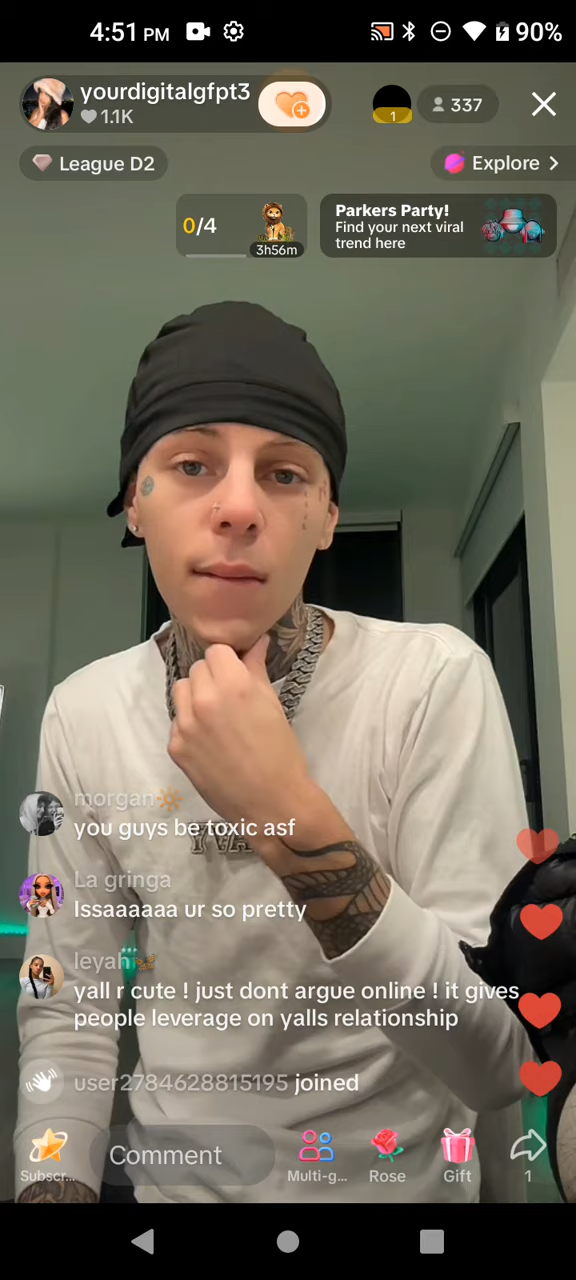 4:51 PM
90%
yourdigitalgfpt3
1.1K
1
337
League D2
Explore >
0/4
3h56m
Parkers Party!
Find your next viral
trend here
morgan🔆
you guys be toxic asf
La gringa
Issaaaaaa ur so pretty
leyah
yall r cute ! just dont argue online ! it gives
people leverage on yalls relationship
user2784628815195 joined
Comment
Subscr...
Multi-g...
Rose
Gift
1